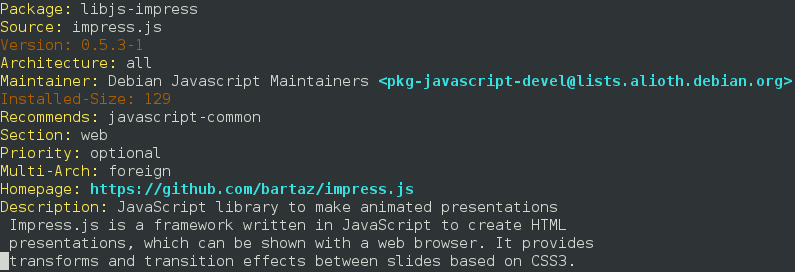 Package: libjs-impress
Source: impress.js
Version: 0.5.3-1
Architecture: all
Maintainer: Debian Javascript Maintainers <pkg-javascript-devel@lists.alioth.debian.org>
Installed-Size: 129
Recommends: javascript-common
Section: web
Priority: optional
Multi-Arch: foreign
Homepage: https://github.com/bartaz/impress.js
Description: JavaScript library to make animated presentations
Impress.js is a framework written in JavaScript to create HTML
presentations, which can be shown with a web browser. It provides
transforms and transition effects between slides based on CSS3.